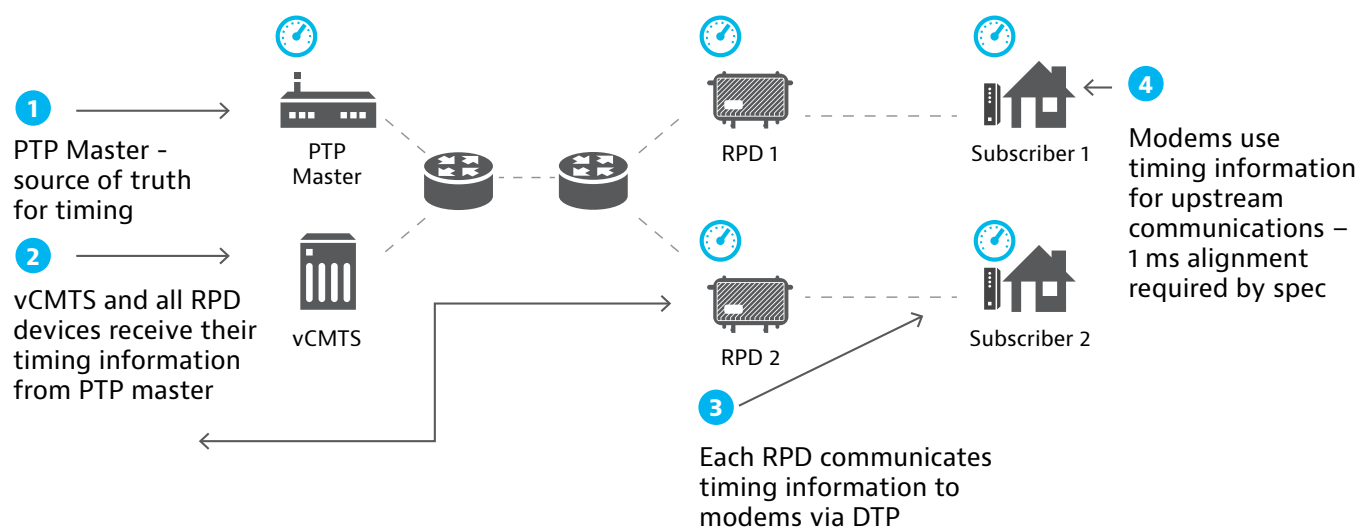 1
PTP Master -
source of truth
for timing
2
vCMTS and all RPD
devices receive their
timing information
from PTP master
PTP
Master
vCMTS
RPD 1
RPD 2
Subscriber 1
Subscriber 2
3
Each RPD communicates
timing information to
modems via DTP
4
Modems use
timing information
for upstream
communications –
1 ms alignment
required by spec